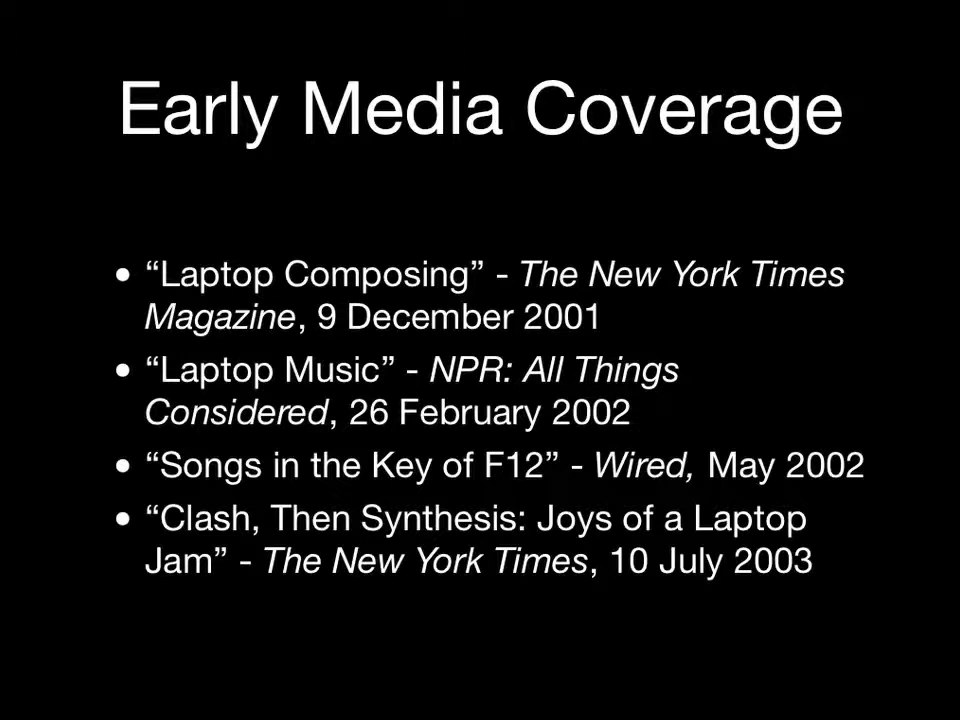 Early Media Coverage
• “Laptop Composing” - The New York Times
Magazine, 9 December 2001
• “Laptop Music” - NPR: All Things
Considered, 26 February 2002
• “Songs in the Key of F12” - Wired, May 2002
• “Clash, Then Synthesis: Joys of a Laptop
Jam” - The New York Times, 10 July 2003